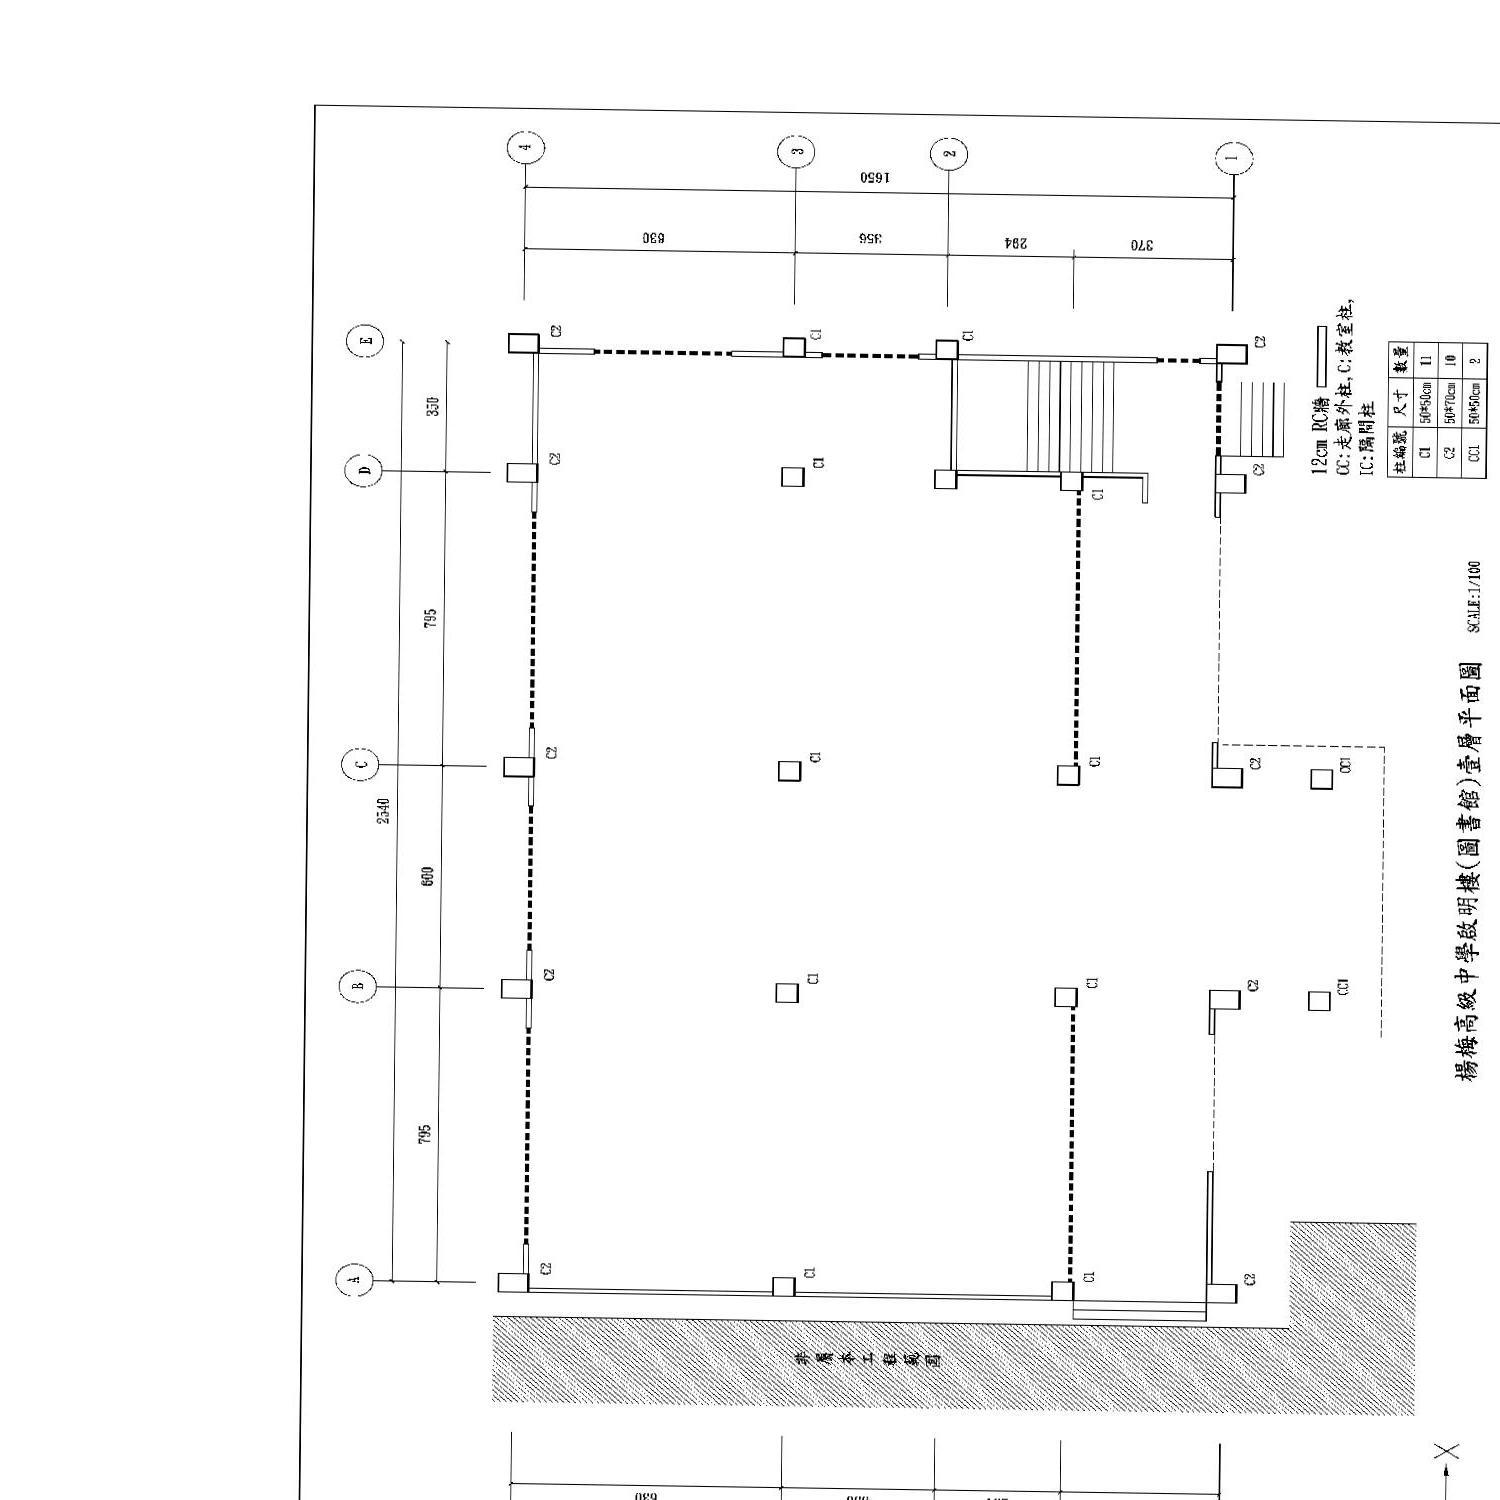 4
3
2
1
1650
630
356
294
370
E
D
C
B
A
350
795
600
795
2540
C2
C1
C1
C2
C2
C1
C1
C2
C2
C1
C1
C2
CC1
C2
C1
C1
C2
CC1
C2
C1
C1
C2
12cm RC牆
CC:走廊外柱,C:教室柱,
IC:隔間柱
柱編號 尺寸 數量
C1 50*50cm 11
C2 50*70cm 10
CC1 50*50cm 2
楊梅高級中學啟明樓(圖書館)壹層平面圖 SCALE:1/100
非屬本工程範圍
X
630